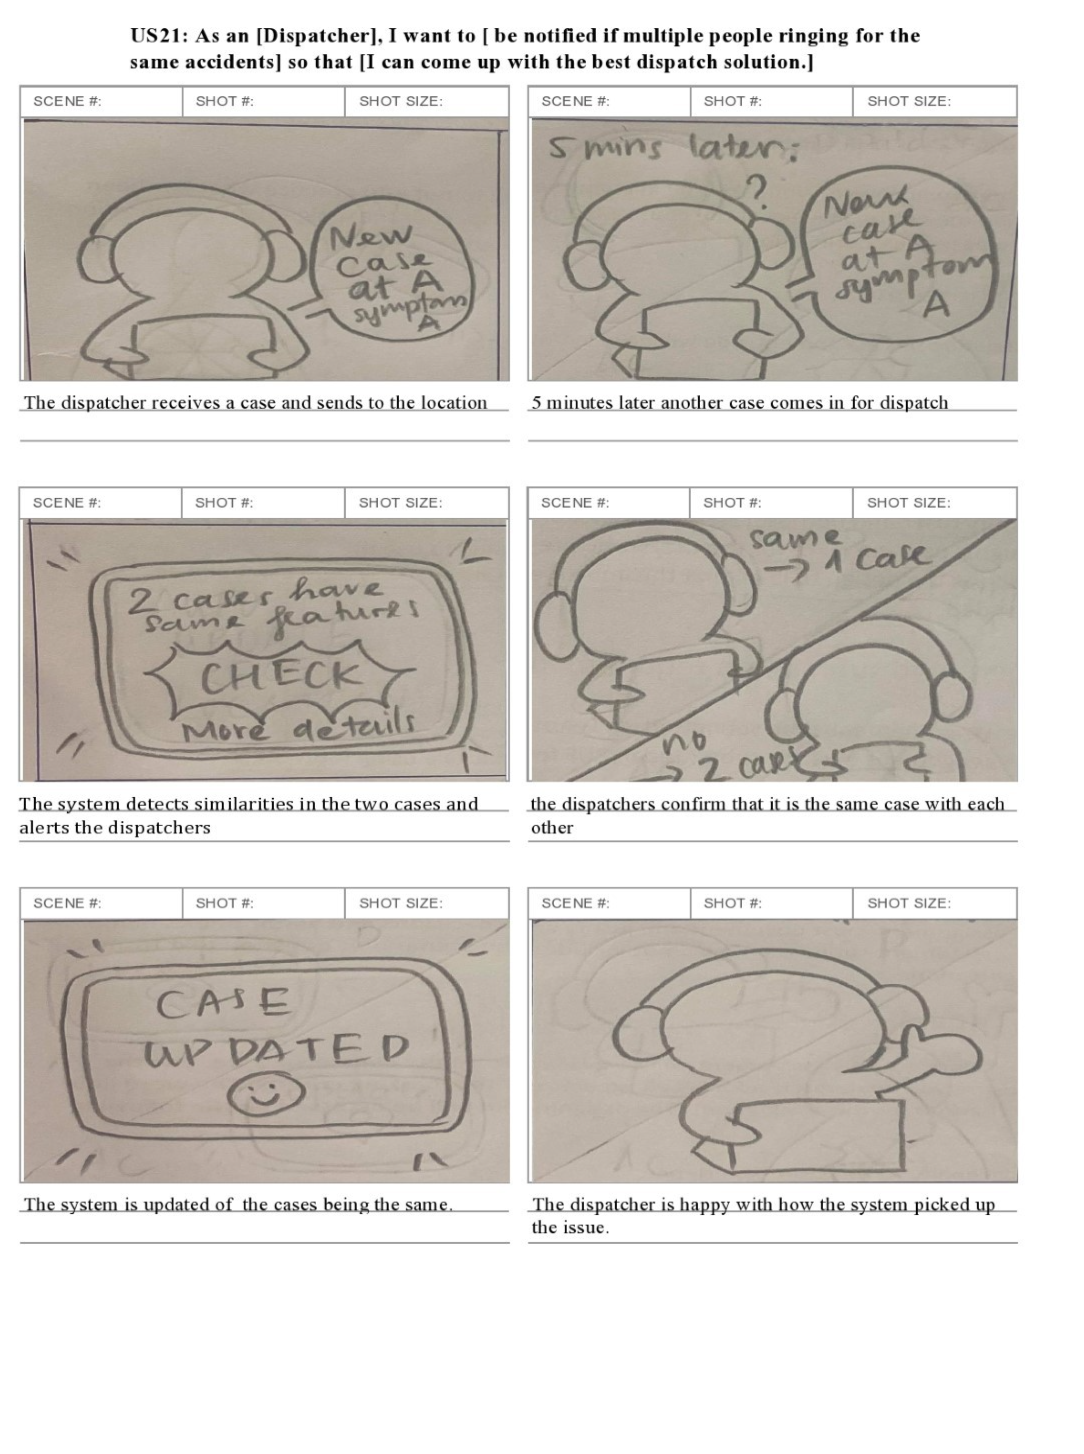 US21: As an [Dispatcher], I want to [ be notified if multiple people ringing for the
same accidents] so that [I can come up with the best dispatch solution.]
SCENE #: SHOT #: SHOT SIZE:
New
case
at A
symptom
A
The dispatcher receives a case and sends to the location
SCENE #: SHOT #: SHOT SIZE:
5 mins later:
?
New
case
at A
symptom
A
5 minutes later another case comes in for dispatch
SCENE #: SHOT #: SHOT SIZE:
2 cases have
same features
CHECK
More details
The system detects similarities in the two cases and
alerts the dispatchers
SCENE #: SHOT #: SHOT SIZE:
same
→ 1 case
no
→ 2 cases
the dispatchers confirm that it is the same case with each
other
SCENE #: SHOT #: SHOT SIZE:
CASE
UPDATED
The system is updated of the cases being the same.
SCENE #: SHOT #: SHOT SIZE:
The dispatcher is happy with how the system picked up
the issue.